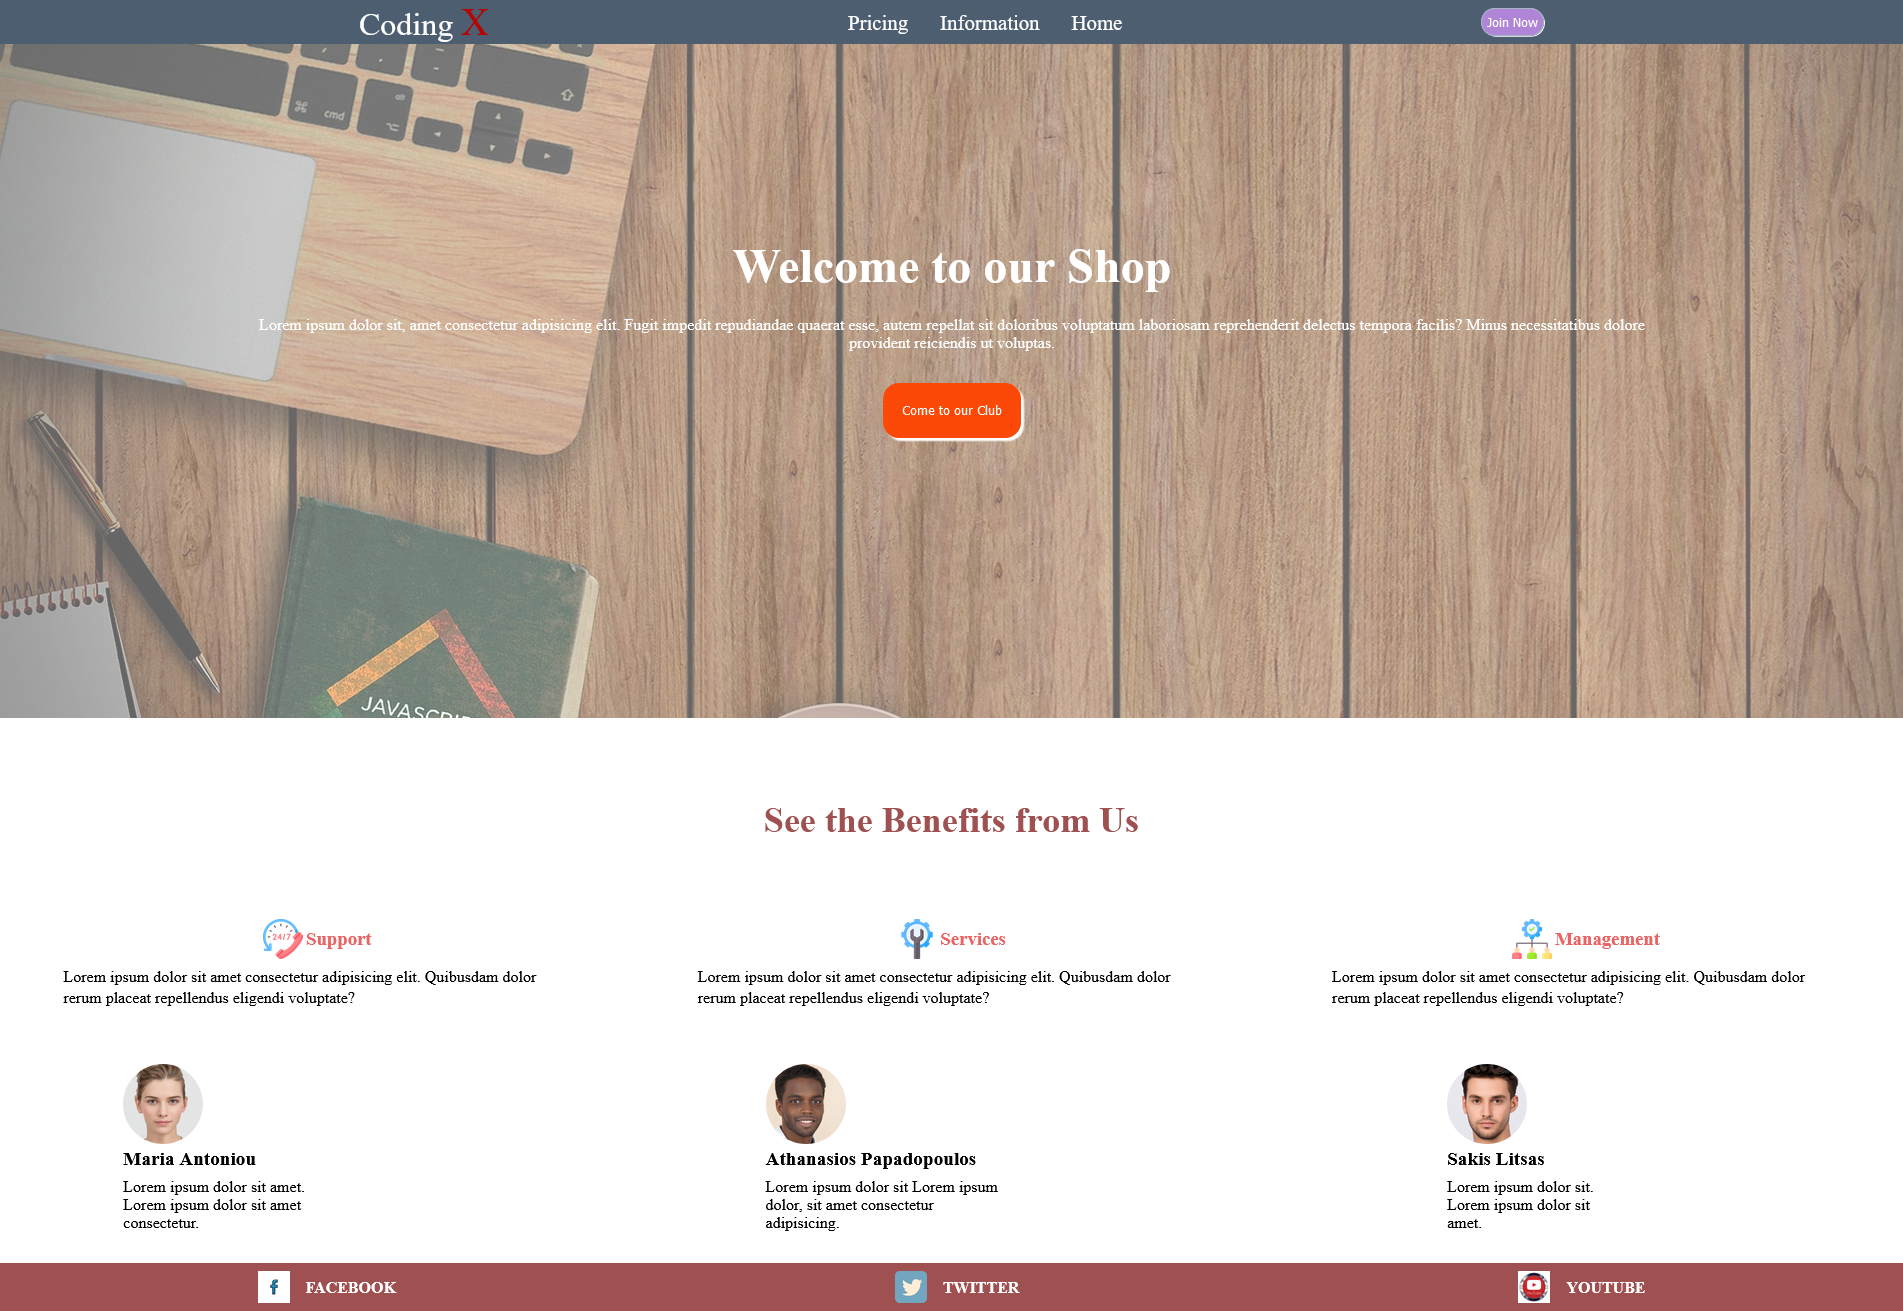 Coding X
Pricing Information Home
Join Now
cmd
alt
Welcome to our Shop
Lorem ipsum dolor sit, amet consectetur adipisicing elit. Fugit impedit repudiandae quaerat esse, autem repellat sit doloribus voluptatum laboriosam reprehenderit delectus tempora facilis? Minus necessitatibus dolore
provident reiciendis ut voluptas.
Come to our Club
See the Benefits from Us
24/7 Support
Lorem ipsum dolor sit amet consectetur adipisicing elit. Quibusdam dolor
rerum placeat repellendus eligendi voluptate?
Services
Lorem ipsum dolor sit amet consectetur adipisicing elit. Quibusdam dolor
rerum placeat repellendus eligendi voluptate?
Management
Lorem ipsum dolor sit amet consectetur adipisicing elit. Quibusdam dolor
rerum placeat repellendus eligendi voluptate?
Maria Antoniou
Lorem ipsum dolor sit amet.
Lorem ipsum dolor sit amet
consectetur.
Athanasios Papadopoulos
Lorem ipsum dolor sit Lorem ipsum
dolor, sit amet consectetur
adipisicing.
Sakis Litsas
Lorem ipsum dolor sit.
Lorem ipsum dolor sit
amet.
FACEBOOK
TWITTER
YOUTUBE